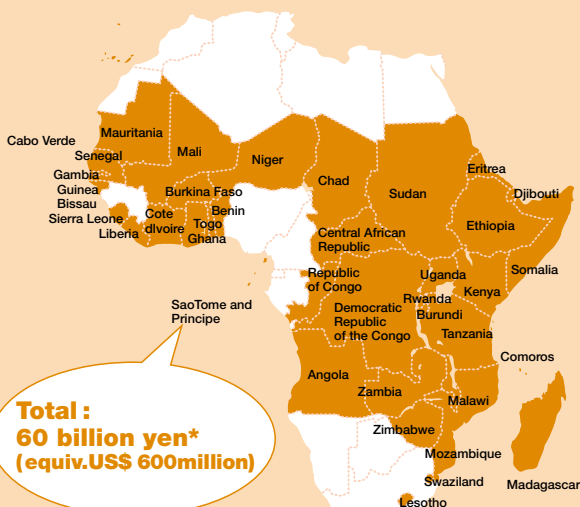 Cabo Verde
Mauritania
Senegal
Mali
Niger
Chad
Sudan
Eritrea
Djibouti
Gambia
Guinea
Bissau
Sierra Leone
Liberia
Burkina Faso
Cote
dIvoire
Benin
Togo
Ghana
Central African
Republic
Ethiopia
Somalia
Republic
of Congo
Uganda
Kenya
Rwanda
Burundi
Democratic
Republic
of the Congo
Tanzania
SaoTome and
Principe
Comoros
Angola
Zambia
Malawi
Zimbabwe
Mozambique
Swaziland
Madagascar
Lesotho
Total :
60 billion yen*
(equiv.US$ 600million)